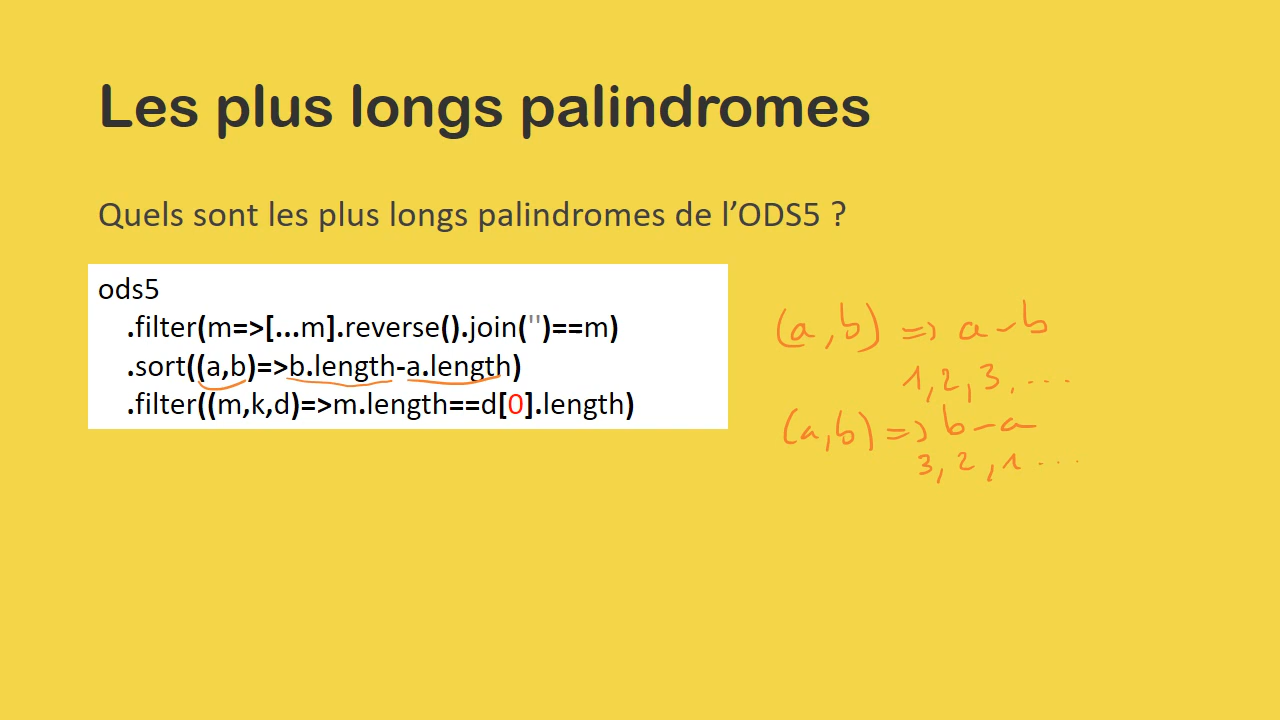 Les plus longs palindromes
Quels sont les plus longs palindromes de l’ODS5 ?
ods5
.filter(m=>[...m].reverse().join('')==m)
.sort((a,b)=>b.length-a.length)
.filter((m,k,d)=>m.length==d[0].length)
(a,b) => a-b
1, 2, 3, ....
(a,b) => b-a
3, 2, 1 ....